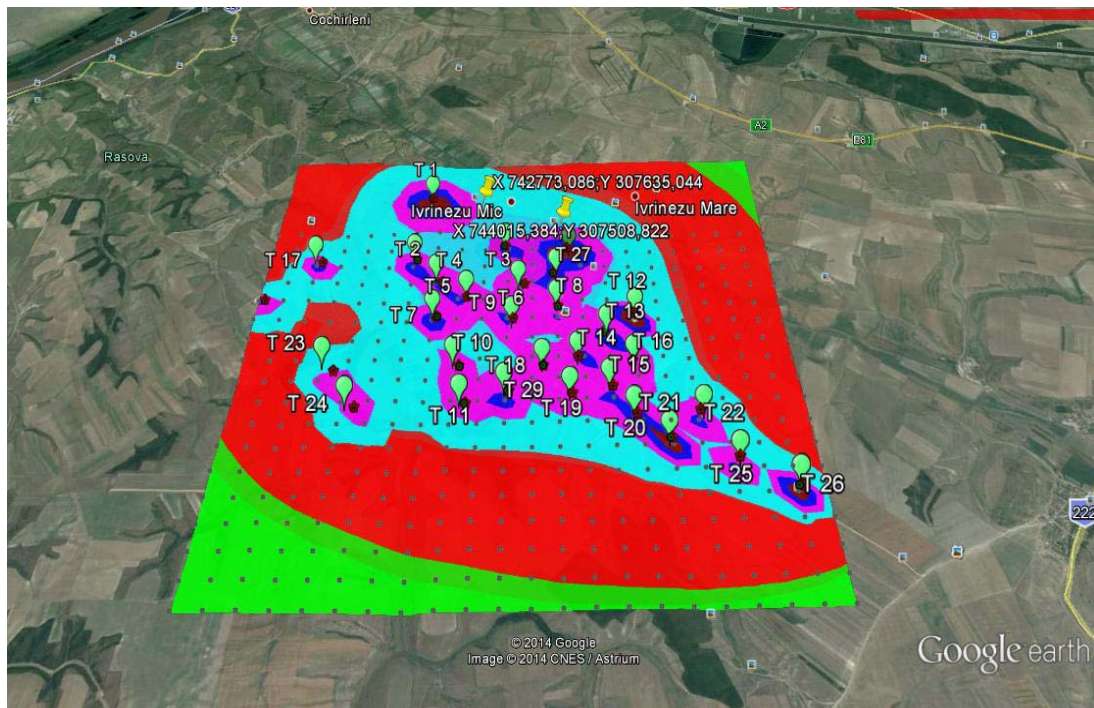 Cochirleni
A2
E81
Rasova
T 1
X 742773,086;Y 307635,044
Ivrinezu Mic
Ivrinezu Mare
X 744015,384;Y 307508,822
T 17
T 2
T 4
T 3
T 27
T 5
T 9
T 6
T 8
T 12
T 7
T 13
T 23
T 10
T 14
T 16
T 18
T 15
T 24
T 11
T 29
T 19
T 21
T 20
T 22
T 25
T 26
222
© 2014 Google
Image © 2014 CNES / Astrium
Google earth